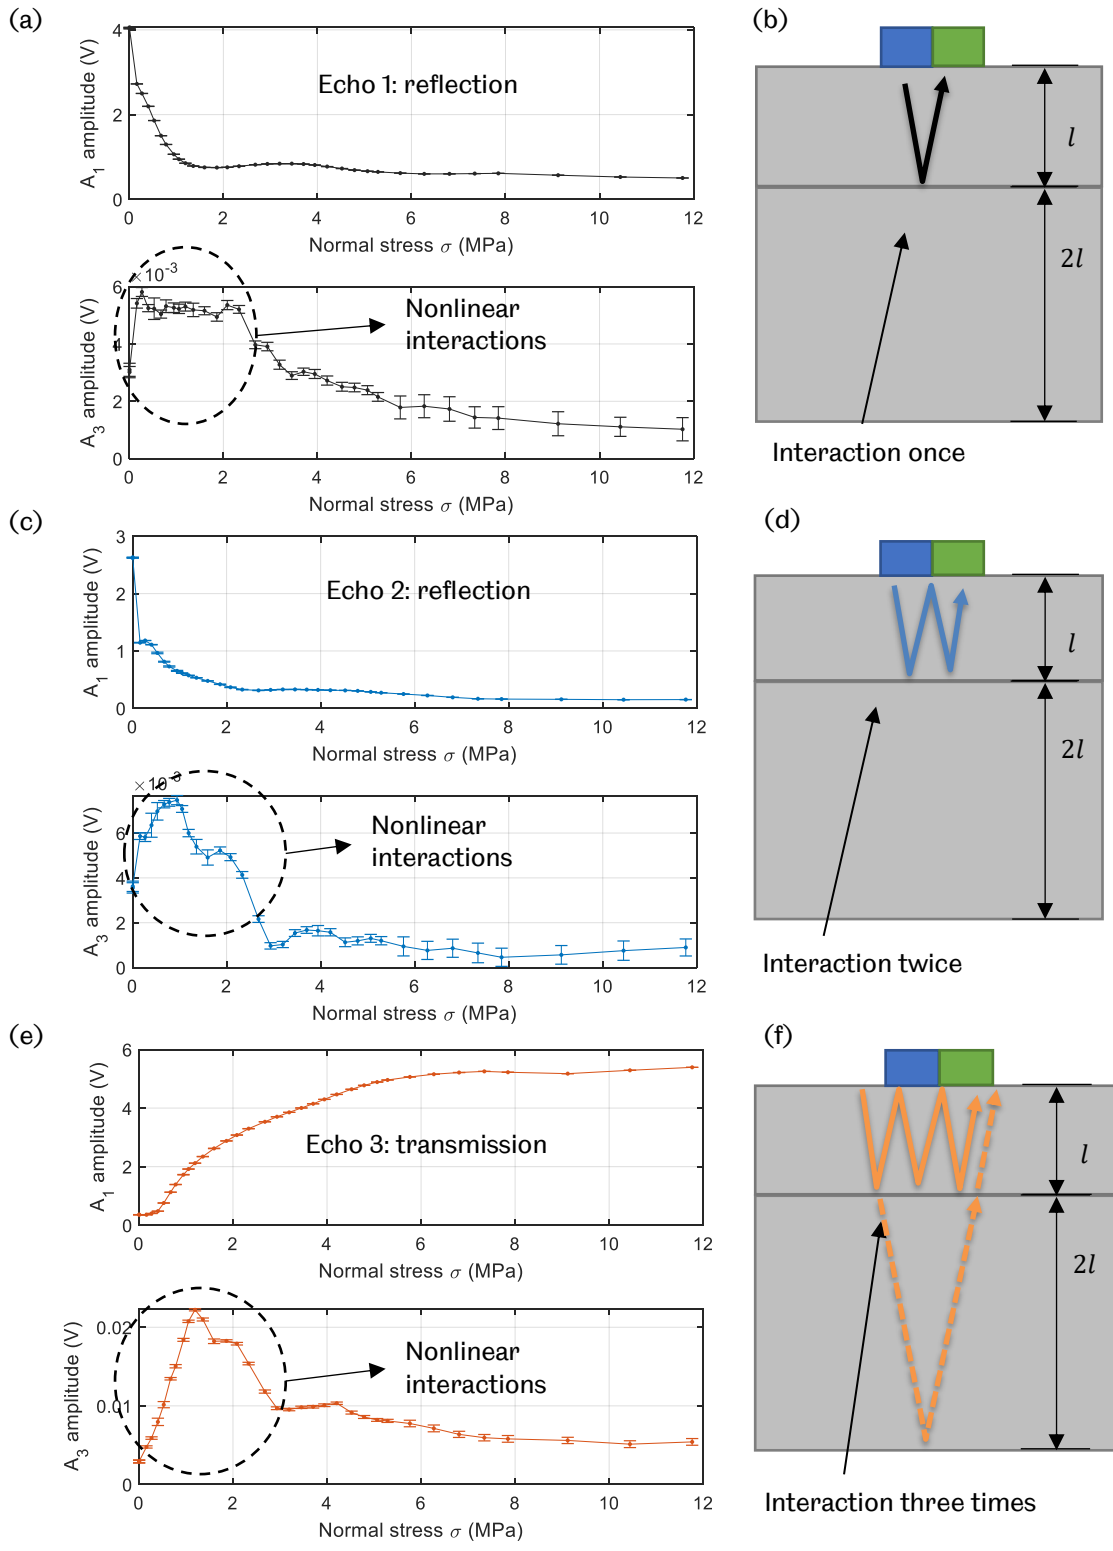 (a)
4
2
0
A1 amplitude (V)
Echo 1: reflection
0 2 4 6 8 10 12
Normal stress σ (MPa)
×10-3
6
4
2
0
A3 amplitude (V)
Nonlinear
interactions
0 2 4 6 8 10 12
Normal stress σ (MPa)
(b)
l
2l
Interaction once
(c)
3
2
1
0
A1 amplitude (V)
Echo 2: reflection
0 2 4 6 8 10 12
Normal stress σ (MPa)
×10-3
6
4
2
0
A3 amplitude (V)
Nonlinear
interactions
0 2 4 6 8 10 12
Normal stress σ (MPa)
(d)
l
2l
Interaction twice
(e)
6
4
2
0
A1 amplitude (V)
Echo 3: transmission
0 2 4 6 8 10 12
Normal stress σ (MPa)
0.02
0.01
0
A3 amplitude (V)
Nonlinear
interactions
0 2 4 6 8 10 12
Normal stress σ (MPa)
(f)
l
2l
Interaction three times